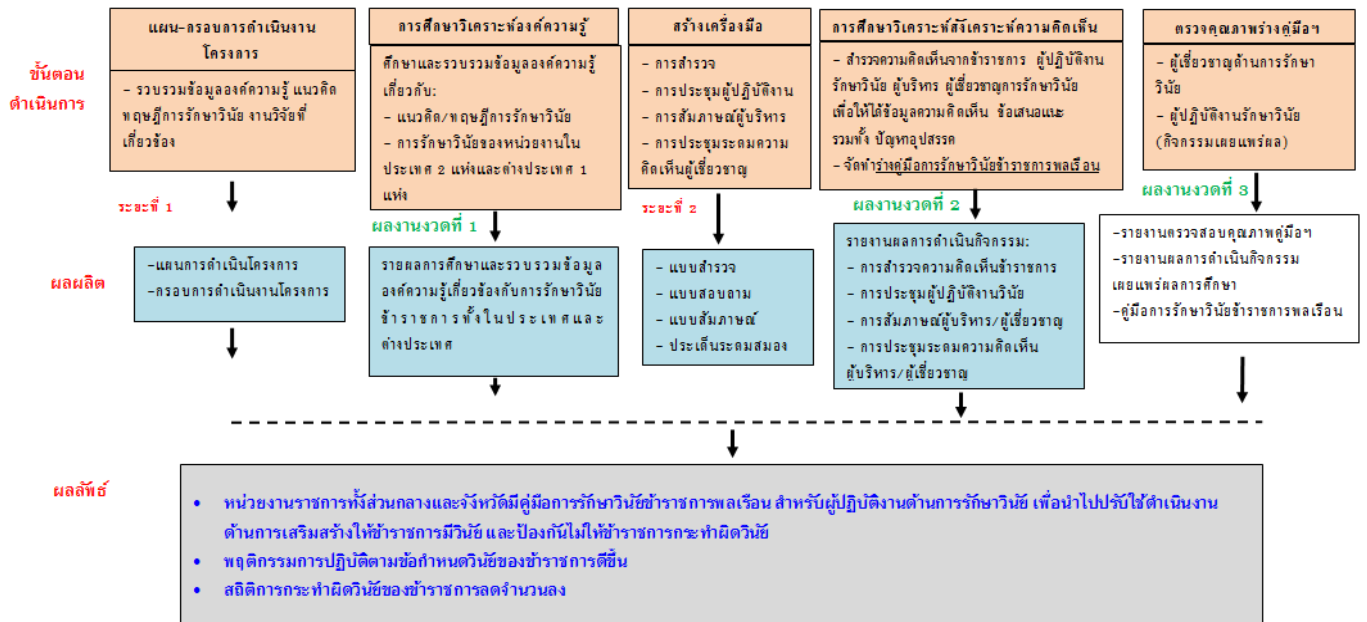 ขั้นตอน
ดำเนินการ
แผน-กรอบการดำเนินงาน
โครงการ
- รวบรวมข้อมูลองค์ความรู้ แนวคิด
ทฤษฎีการรักษาวินัย งานวิจัยที่
เกี่ยวข้อง
การศึกษาวิเคราะห์องค์ความรู้
ศึกษาและรวบรวมข้อมูลองค์ความรู้
เกี่ยวกับ:
- แนวคิด/ทฤษฎีการรักษาวินัย
- การรักษาวินัยของหน่วยงานใน
ประเทศ 2 แห่งและต่างประเทศ 1
แห่ง
สร้างเครื่องมือ
- การสำรวจ
- การประชุมผู้ปฏิบัติงาน
- การสัมภาษณ์ผู้บริหาร
- การประชุมระดมความ
คิดเห็นผู้เชี่ยวชาญ
การศึกษาวิเคราะห์สังเคราะห์ความคิดเห็น
- สำรวจความคิดเห็นจากข้าราชการ ผู้ปฏิบัติงาน
รักษาวินัย ผู้บริหาร ผู้เชี่ยวชาญการรักษาวินัย
เพื่อให้ได้ข้อมูลความคิดเห็น ข้อเสนอแนะ
รวมทั้ง ปัญหาอุปสรรค
- จัดทำร่างคู่มือการรักษาวินัยข้าราชการพลเรือน
ตรวจคุณภาพร่างคู่มือฯ
- ผู้เชี่ยวชาญด้านการรักษา
วินัย
- ผู้ปฏิบัติงานรักษาวินัย
(กิจกรรมเผยแพร่ผล)
ระยะที่ 1
ผลงานงวดที่ 1
ระยะที่ 2
ผลงานงวดที่ 2
ผลงานงวดที่ 3
ผลผลิต
-แผนการดำเนินโครงการ
-กรอบการดำเนินงานโครงการ
รายผลการศึกษาและรวบรวมข้อมูล
องค์ความรู้เกี่ยวข้องกับการรักษาวินัย
ข้าราชการทั้งในประเทศและ
ต่างประเทศ
- แบบสำรวจ
- แบบสอบถาม
- แบบสัมภาษณ์
- ประเด็นระดมสมอง
รายงานผลการดำเนินกิจกรรม:
- การสำรวจความคิดเห็นข้าราชการ
- การประชุมผู้ปฏิบัติงานวินัย
- การสัมภาษณ์ผู้บริหาร/ผู้เชี่ยวชาญ
- การประชุมระดมความคิดเห็น
ผู้บริหาร/ผู้เชี่ยวชาญ
-รายงานตรวจสอบคุณภาพคู่มือฯ
-รายงานผลการดำเนินกิจกรรม
เผยแพร่ผลการศึกษา
-คู่มือการรักษาวินัยข้าราชการพลเรือน
ผลลัพธ์
• หน่วยงานราชการทั้งส่วนกลางและจังหวัดมีคู่มือการรักษาวินัยข้าราชการพลเรือน สำหรับผู้ปฏิบัติงานด้านการรักษาวินัย เพื่อนำไปปรับใช้ดำเนินงาน
ด้านการเสริมสร้างให้ข้าราชการมีวินัย และป้องกันไม่ให้ข้าราชการกระทำผิดวินัย
• พฤติกรรมการปฏิบัติตามข้อกำหนดวินัยของข้าราชการดีขึ้น
• สถิติการกระทำผิดวินัยของข้าราชการลดจำนวนลง